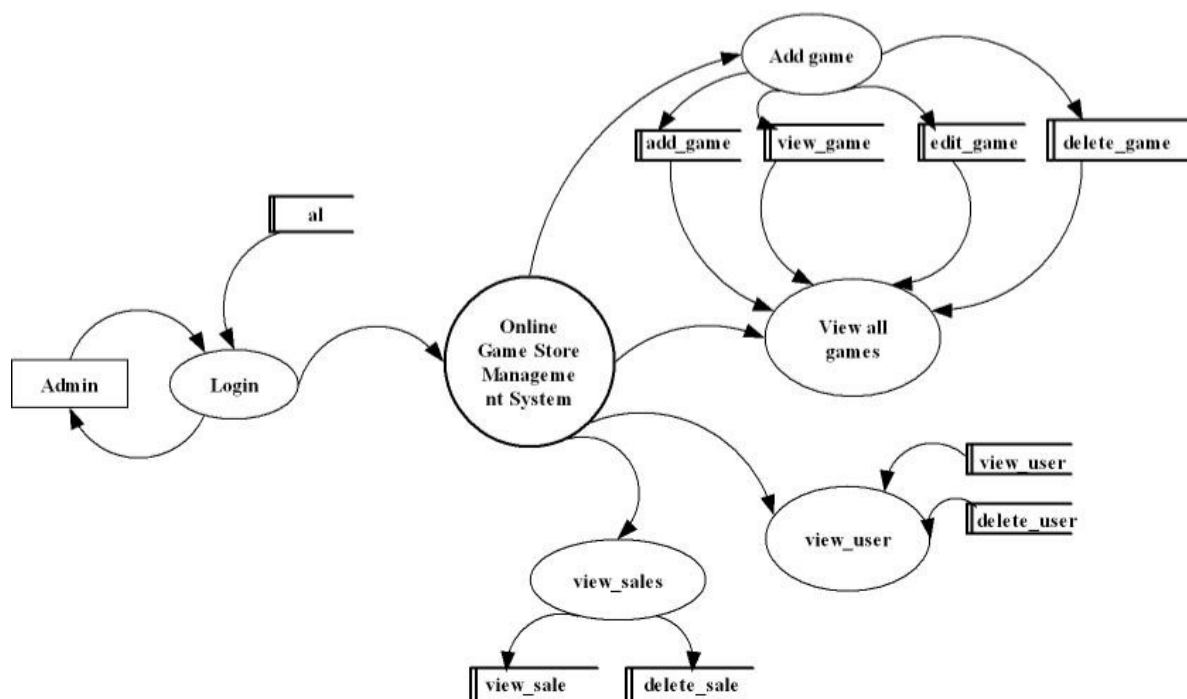 Add game
add_game
view_game
edit_game
delete_game
al
Online
Game Store
Manageme
nt System
View all
games
Admin
Login
view_user
delete_user
view_user
view_sales
view_sale
delete_sale